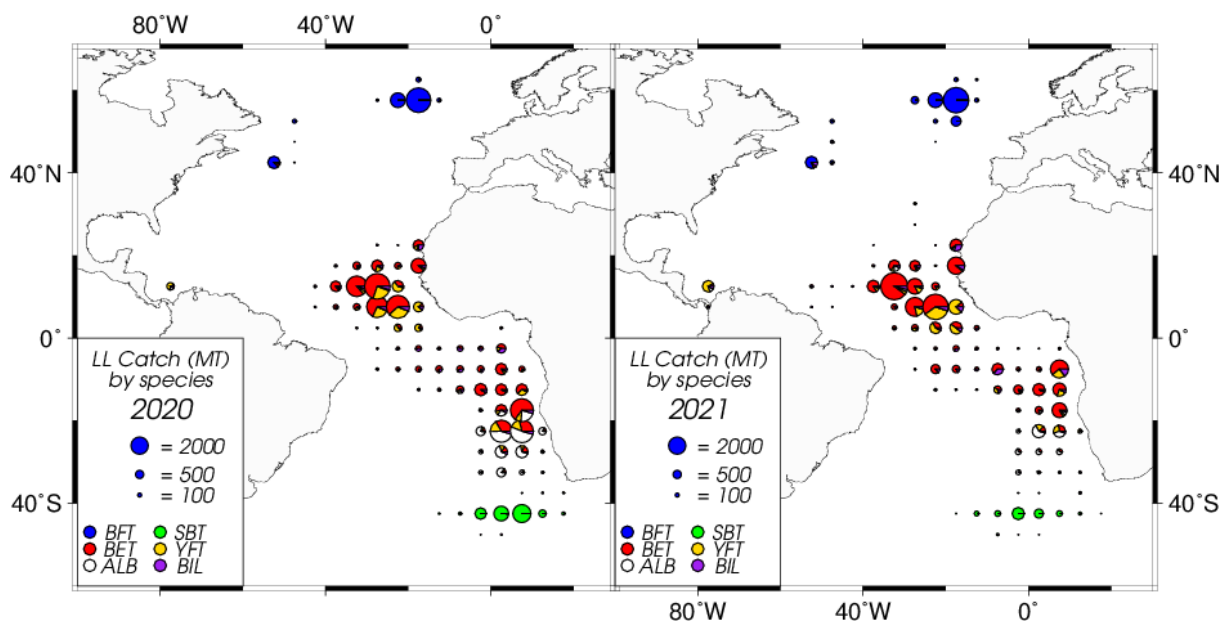 80˚W 40˚W 0˚
40˚N
0˚
40˚S
LL Catch (MT)
by species
2020
= 2000
= 500
= 100
BFT SBT
BET YFT
ALB BIL
LL Catch (MT)
by species
2021
= 2000
= 500
= 100
BFT SBT
BET YFT
ALB BIL
40˚N
0˚
40˚S
80˚W 40˚W 0˚